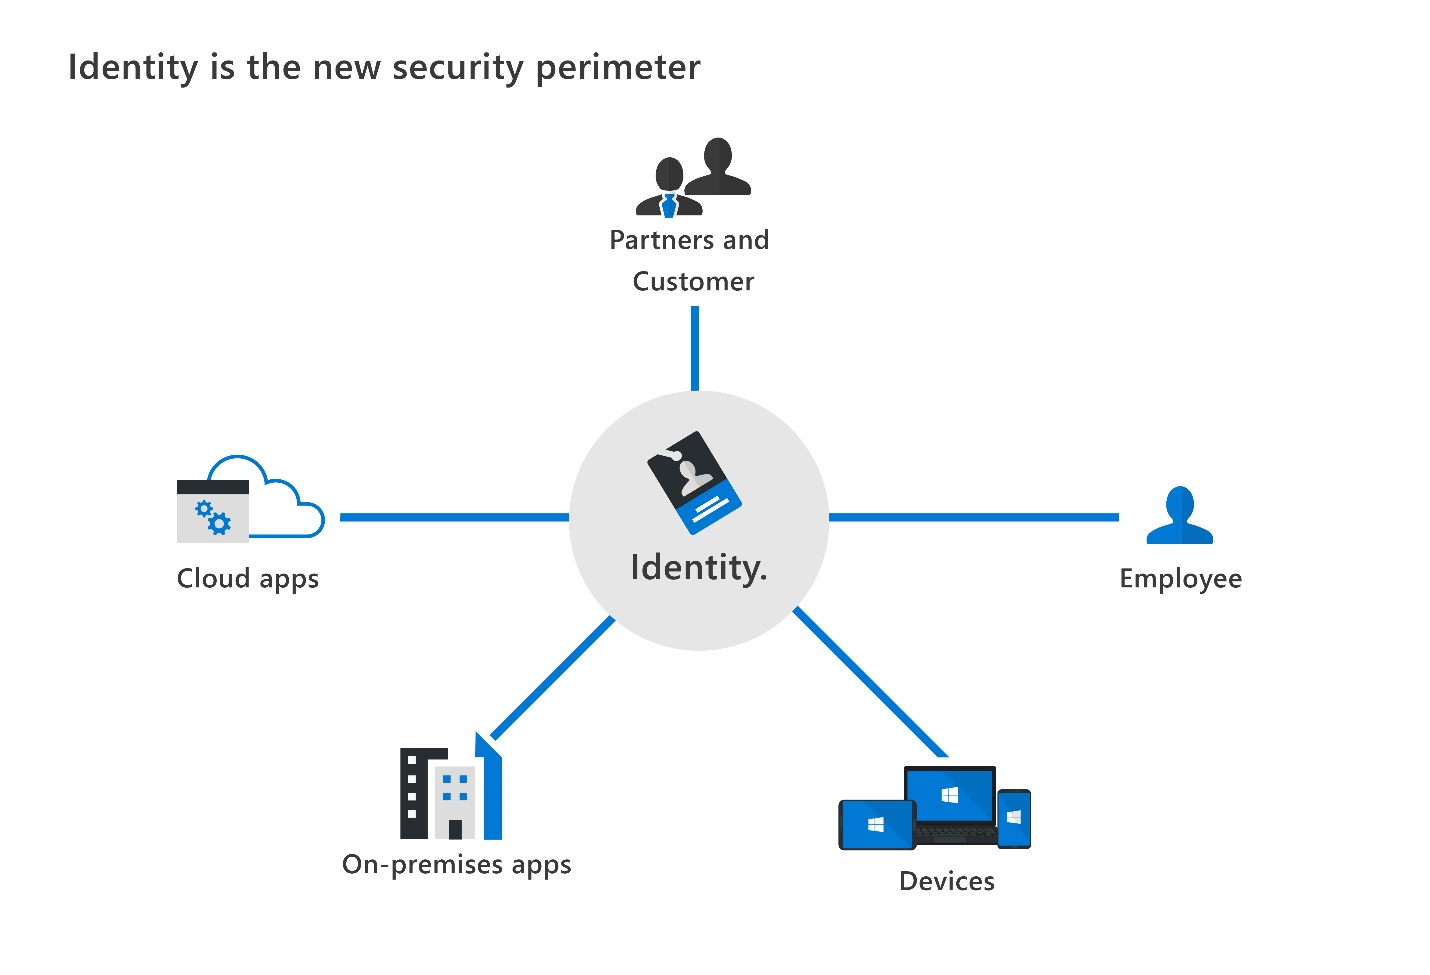 Identity is the new security perimeter
Partners and
Customer
Identity.
Cloud apps
Employee
On-premises apps
Devices